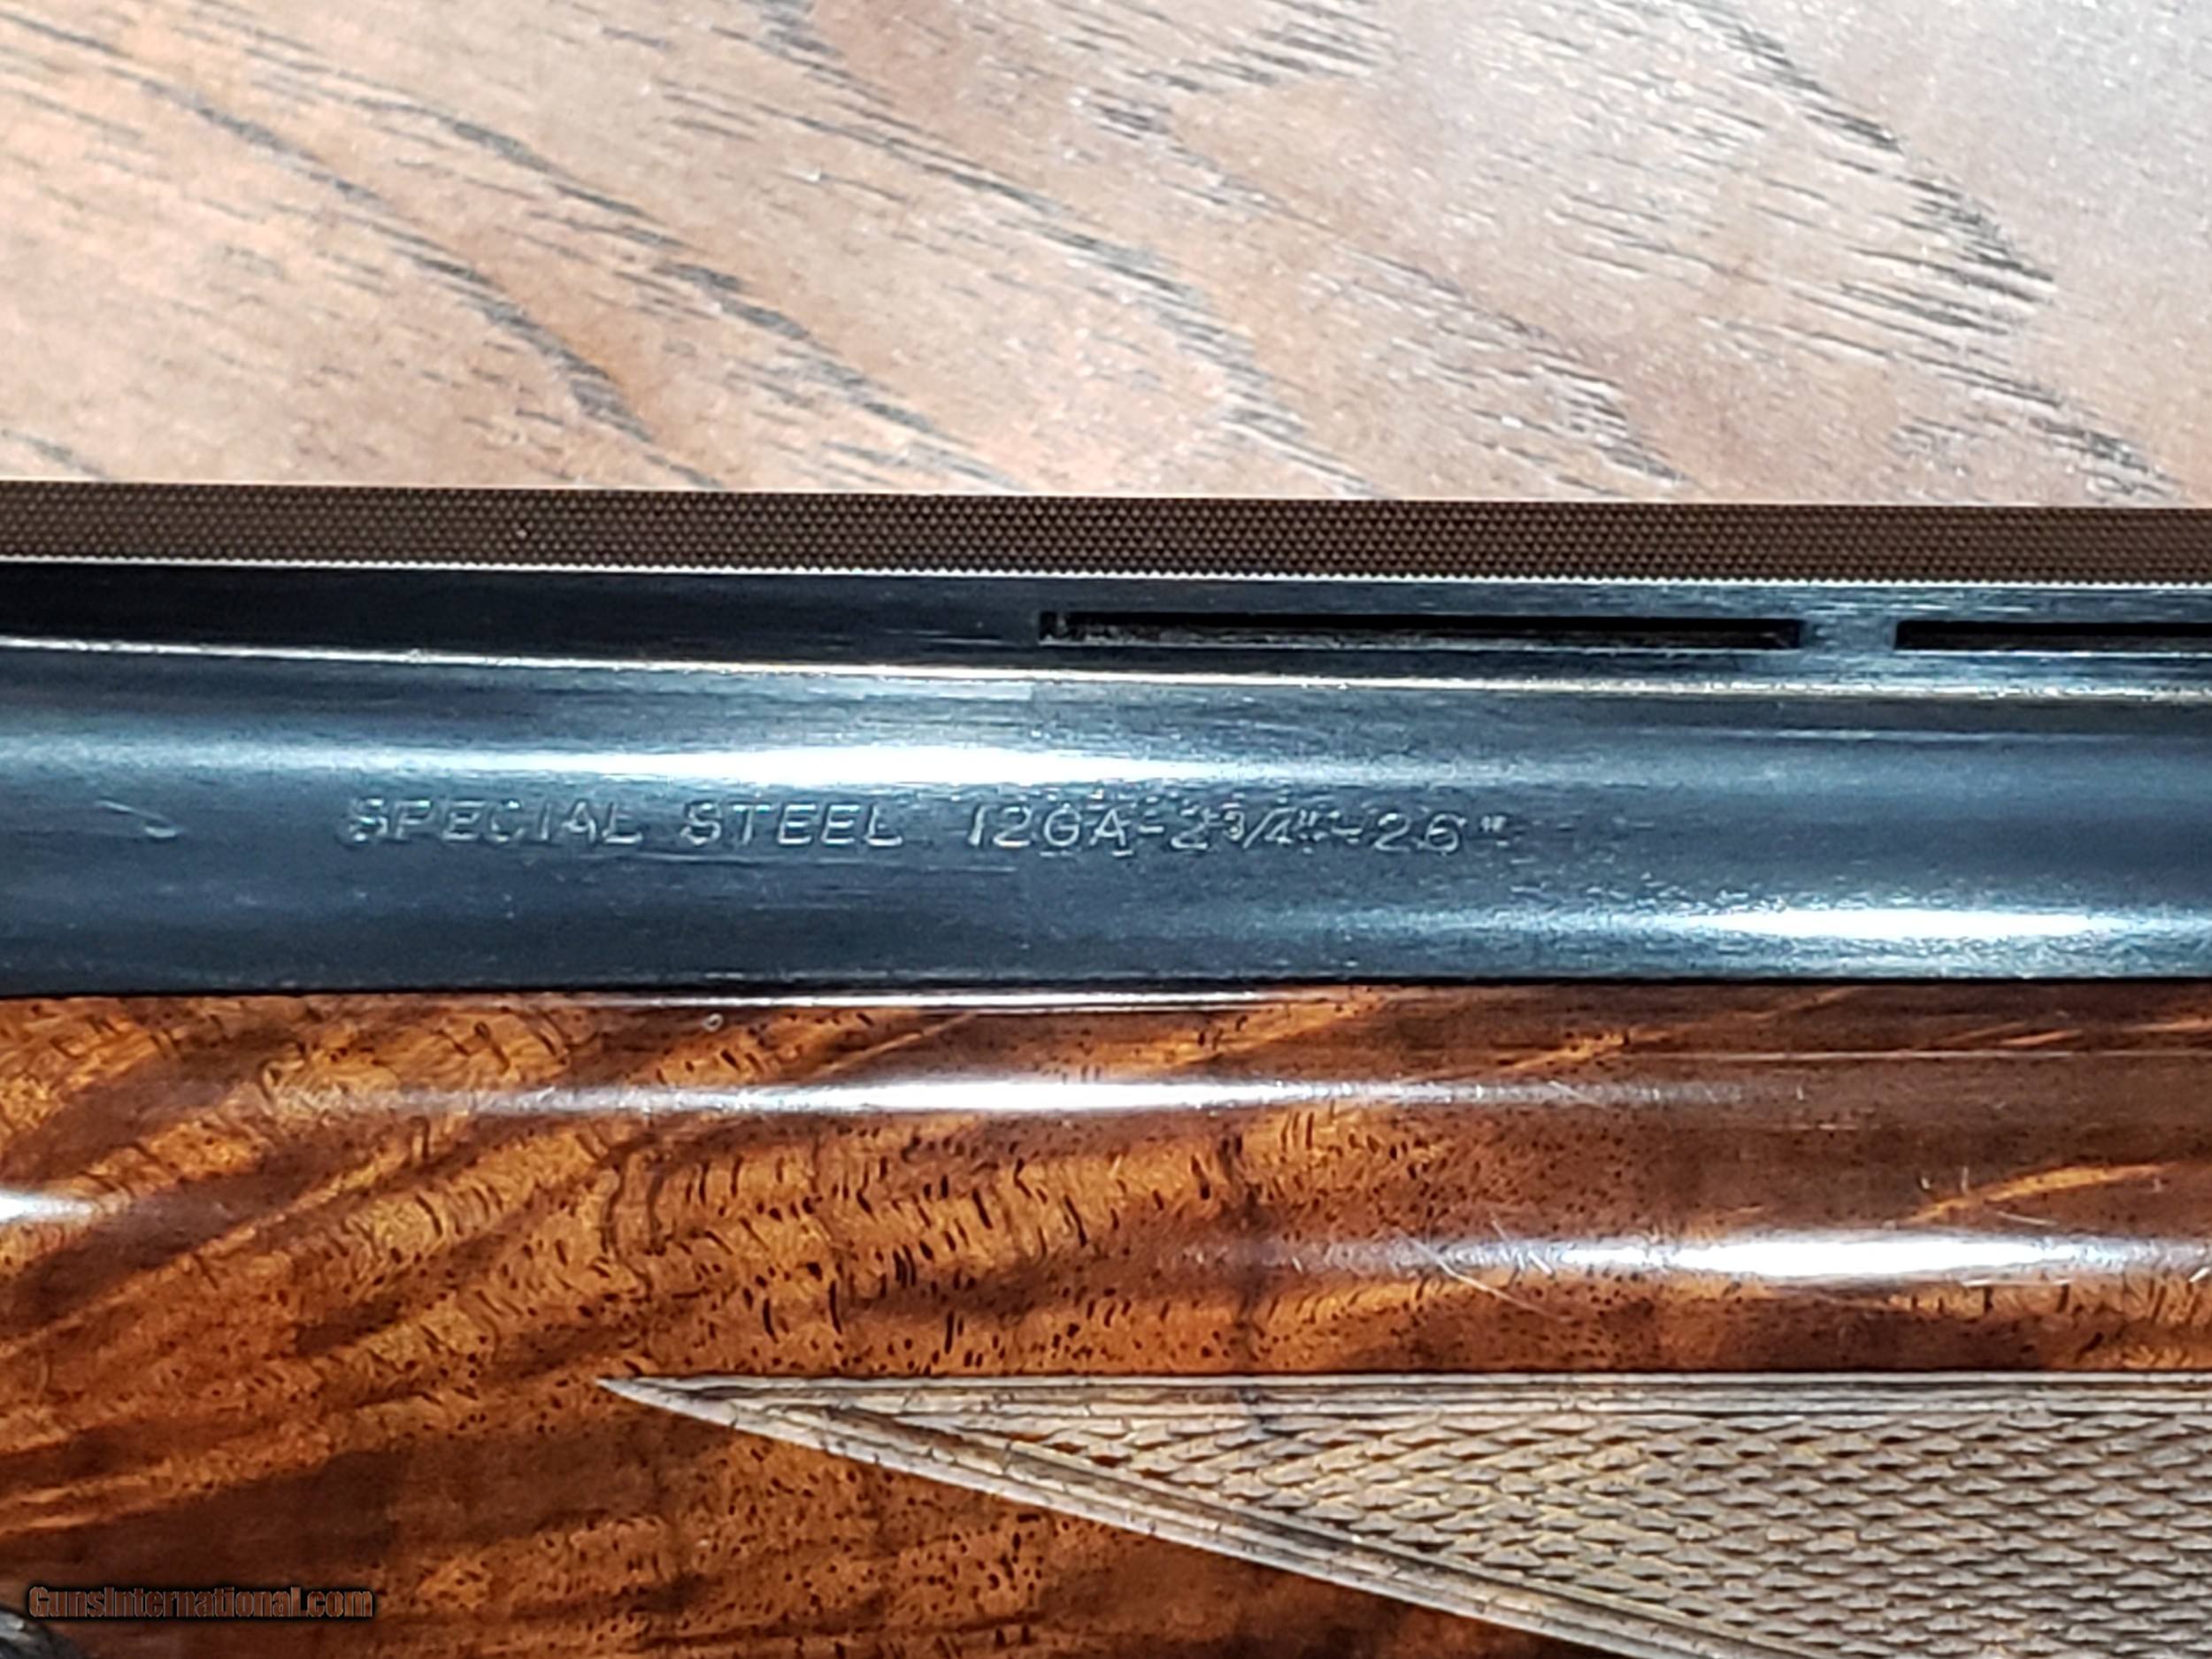 SPECIAL STEEL 12GA-2¾"-26"
GunsInternational.com